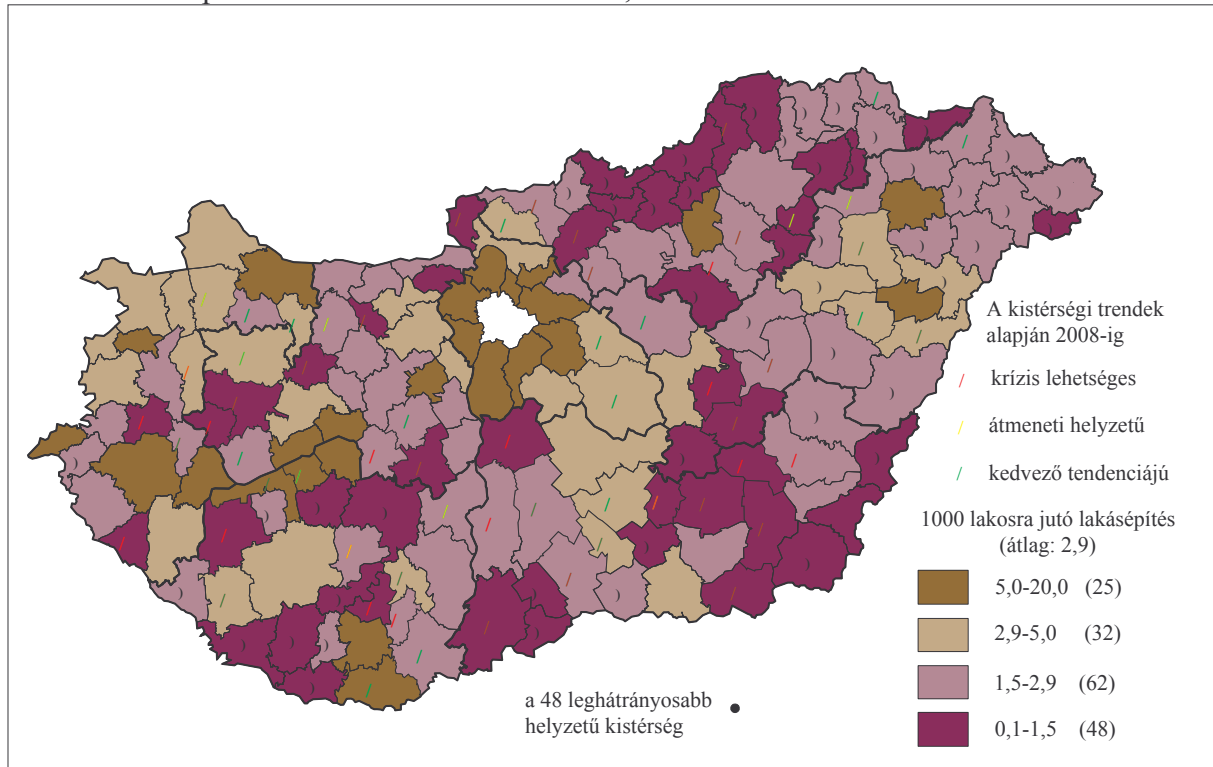 A kistérségi trendek
alapján 2008-ig
krízis lehetséges
átmeneti helyzetű
kedvező tendenciájú
1000 lakosra jutó lakásépítés
(átlag: 2,9)
5,0-20,0 (25)
2,9-5,0 (32)
1,5-2,9 (62)
0,1-1,5 (48)
a 48 leghátrányosabb
helyzetű kistérség